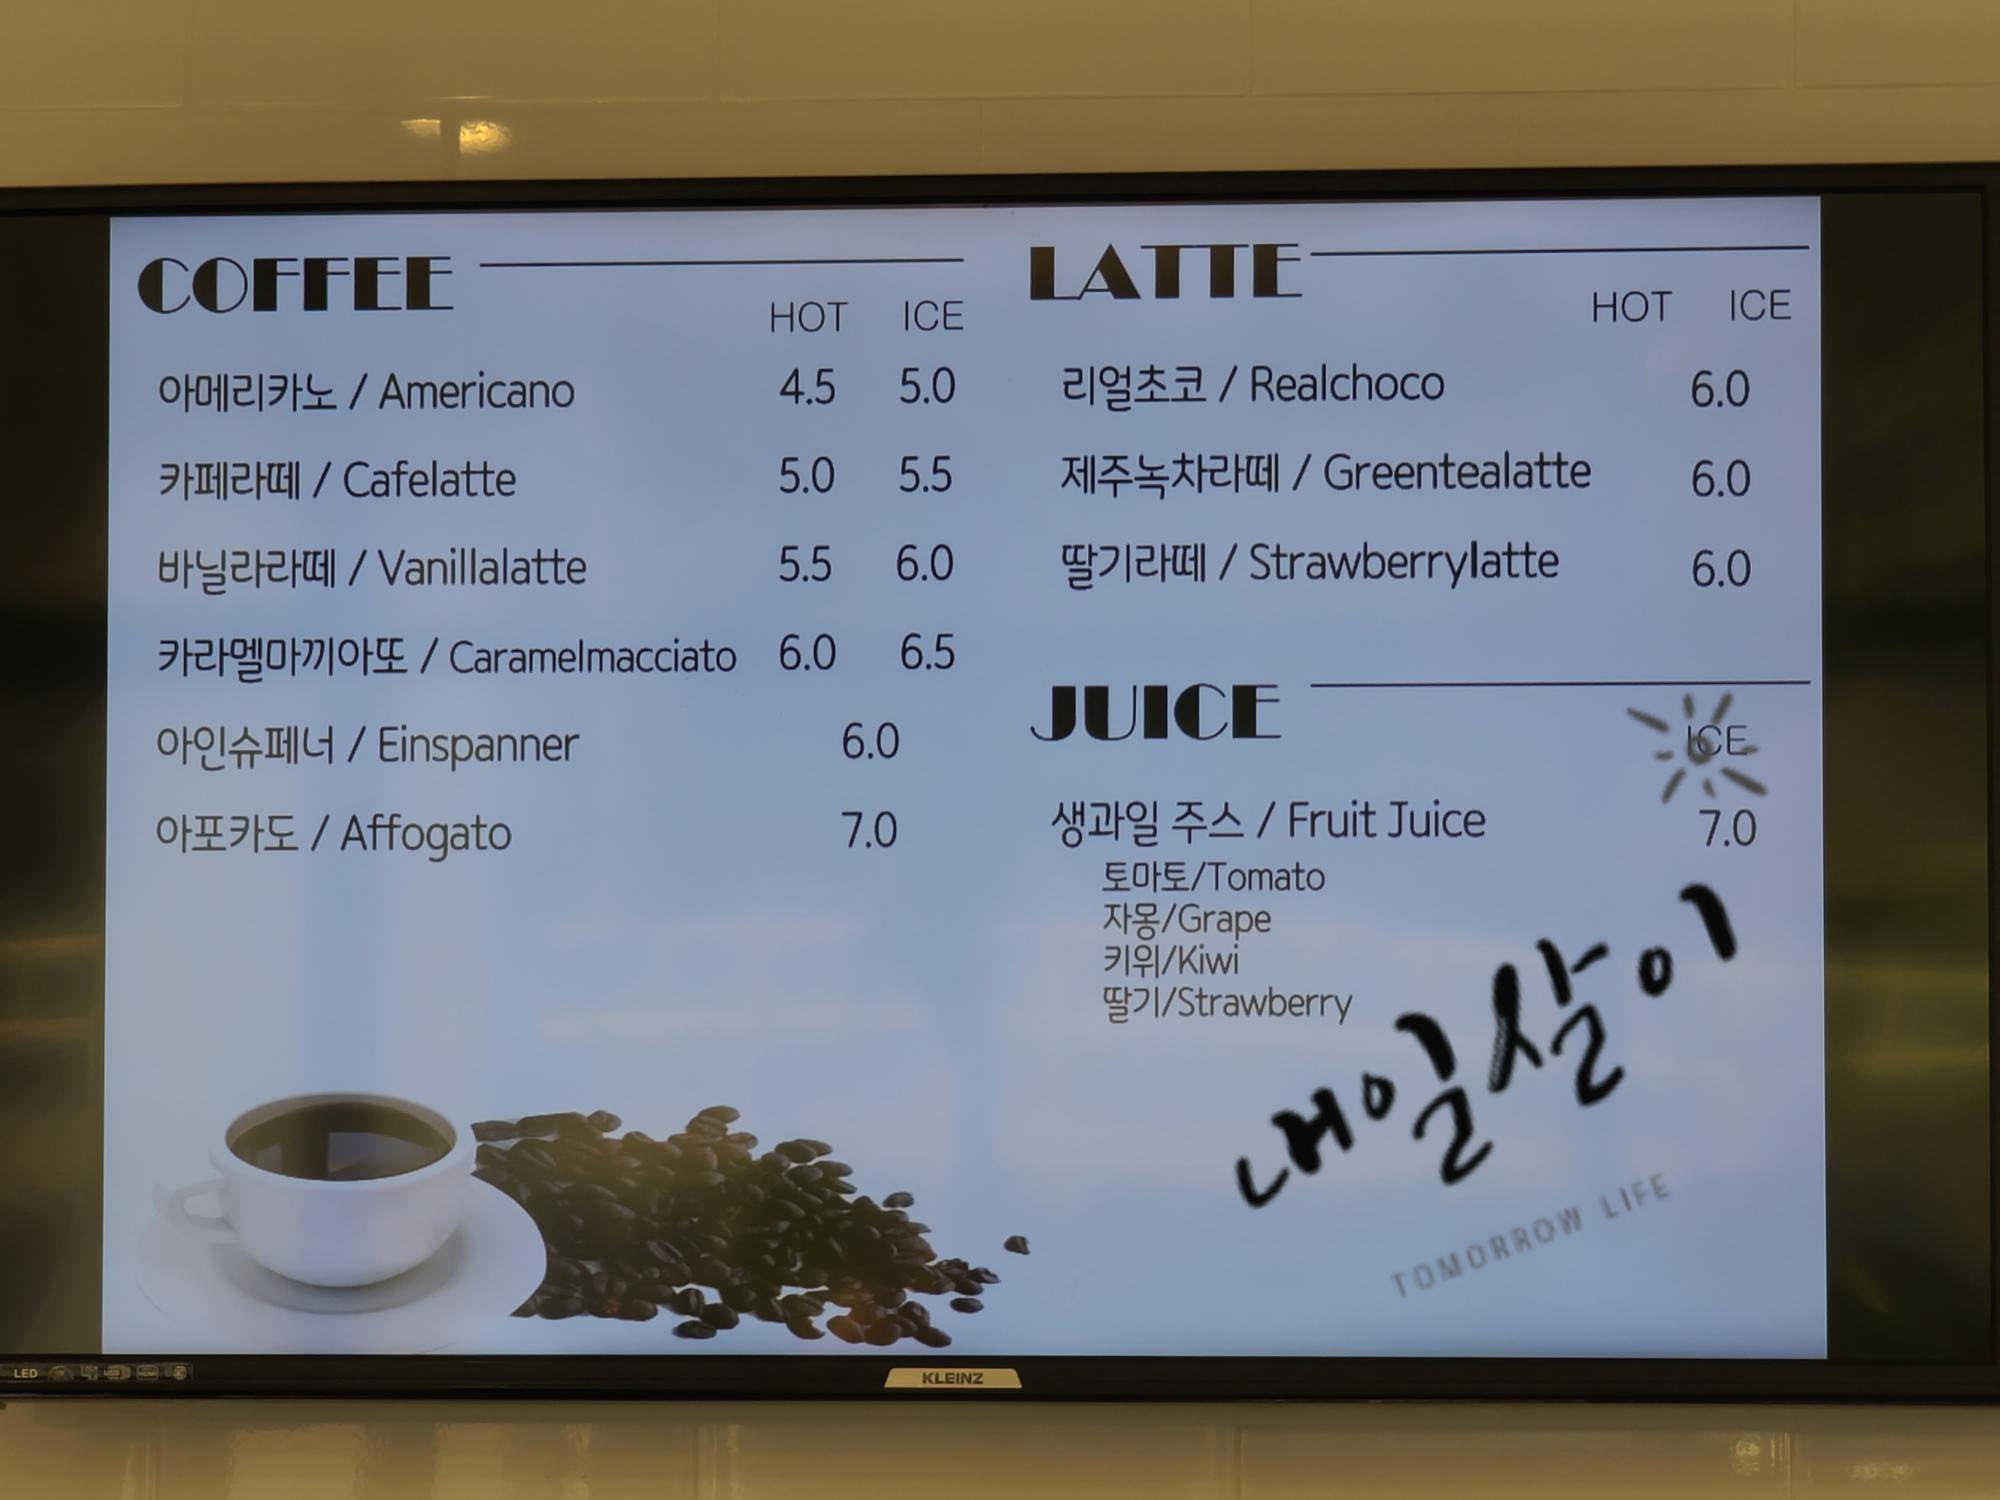 COFFEE
HOT ICE
아메리카노 / Americano 4.5 5.0
카페라떼 / Cafelatte 5.0 5.5
바닐라라떼 / Vanillalatte 5.5 6.0
카라멜마끼아또 / Caramelmacciato 6.0 6.5
아인슈페너 / Einspanner 6.0
아포카도 / Affogato 7.0
LATTE
HOT ICE
리얼초코 / Realchoco 6.0
제주녹차라떼 / Greentealatte 6.0
딸기라떼 / Strawberrylatte 6.0
JUICE
ICE
생과일 주스 / Fruit Juice 7.0
토마토/Tomato
자몽/Grape
키위/Kiwi
딸기/Strawberry
내일살이
TOMORROW LIFE
LED
USB
HDMI
KLEINZ